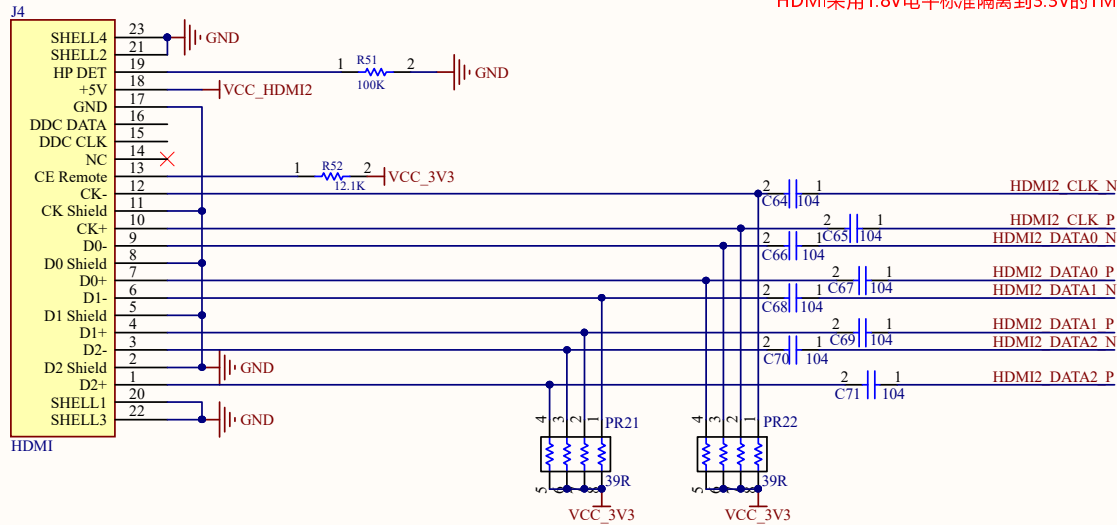 HDMI采用1.8V电平标准隔离到3.3V的TM
J4
SHELL4 23 GND
SHELL2 21
HP DET 19 1 R51 2 GND
100K
+5V 18 VCC_HDMI2
GND 17
DDC DATA 16
DDC CLK 15
NC 14
CE Remote 13 1 R52 2 VCC_3V3
12.1K
CK- 12 2 1 HDMI2_CLK_N
C64 104
CK Shield 11
CK+ 10 2 1 HDMI2_CLK_P
C65 104
D0- 9 2 1 HDMI2_DATA0_N
C66 104
D0 Shield 8
D0+ 7 2 1 HDMI2_DATA0_P
C67 104
D1- 6 2 1 HDMI2_DATA1_N
C68 104
D1 Shield 5
D1+ 4 2 1 HDMI2_DATA1_P
C69 104
D2- 3 2 1 HDMI2_DATA2_N
C70 104
D2 Shield 2 GND
D2+ 1 2 1 HDMI2_DATA2_P
C71 104
SHELL1 20
SHELL3 22 GND
HDMI
4 3 2 1 PR21
4 3 2 1 PR22
39R
39R
5
5
VCC_3V3
VCC_3V3